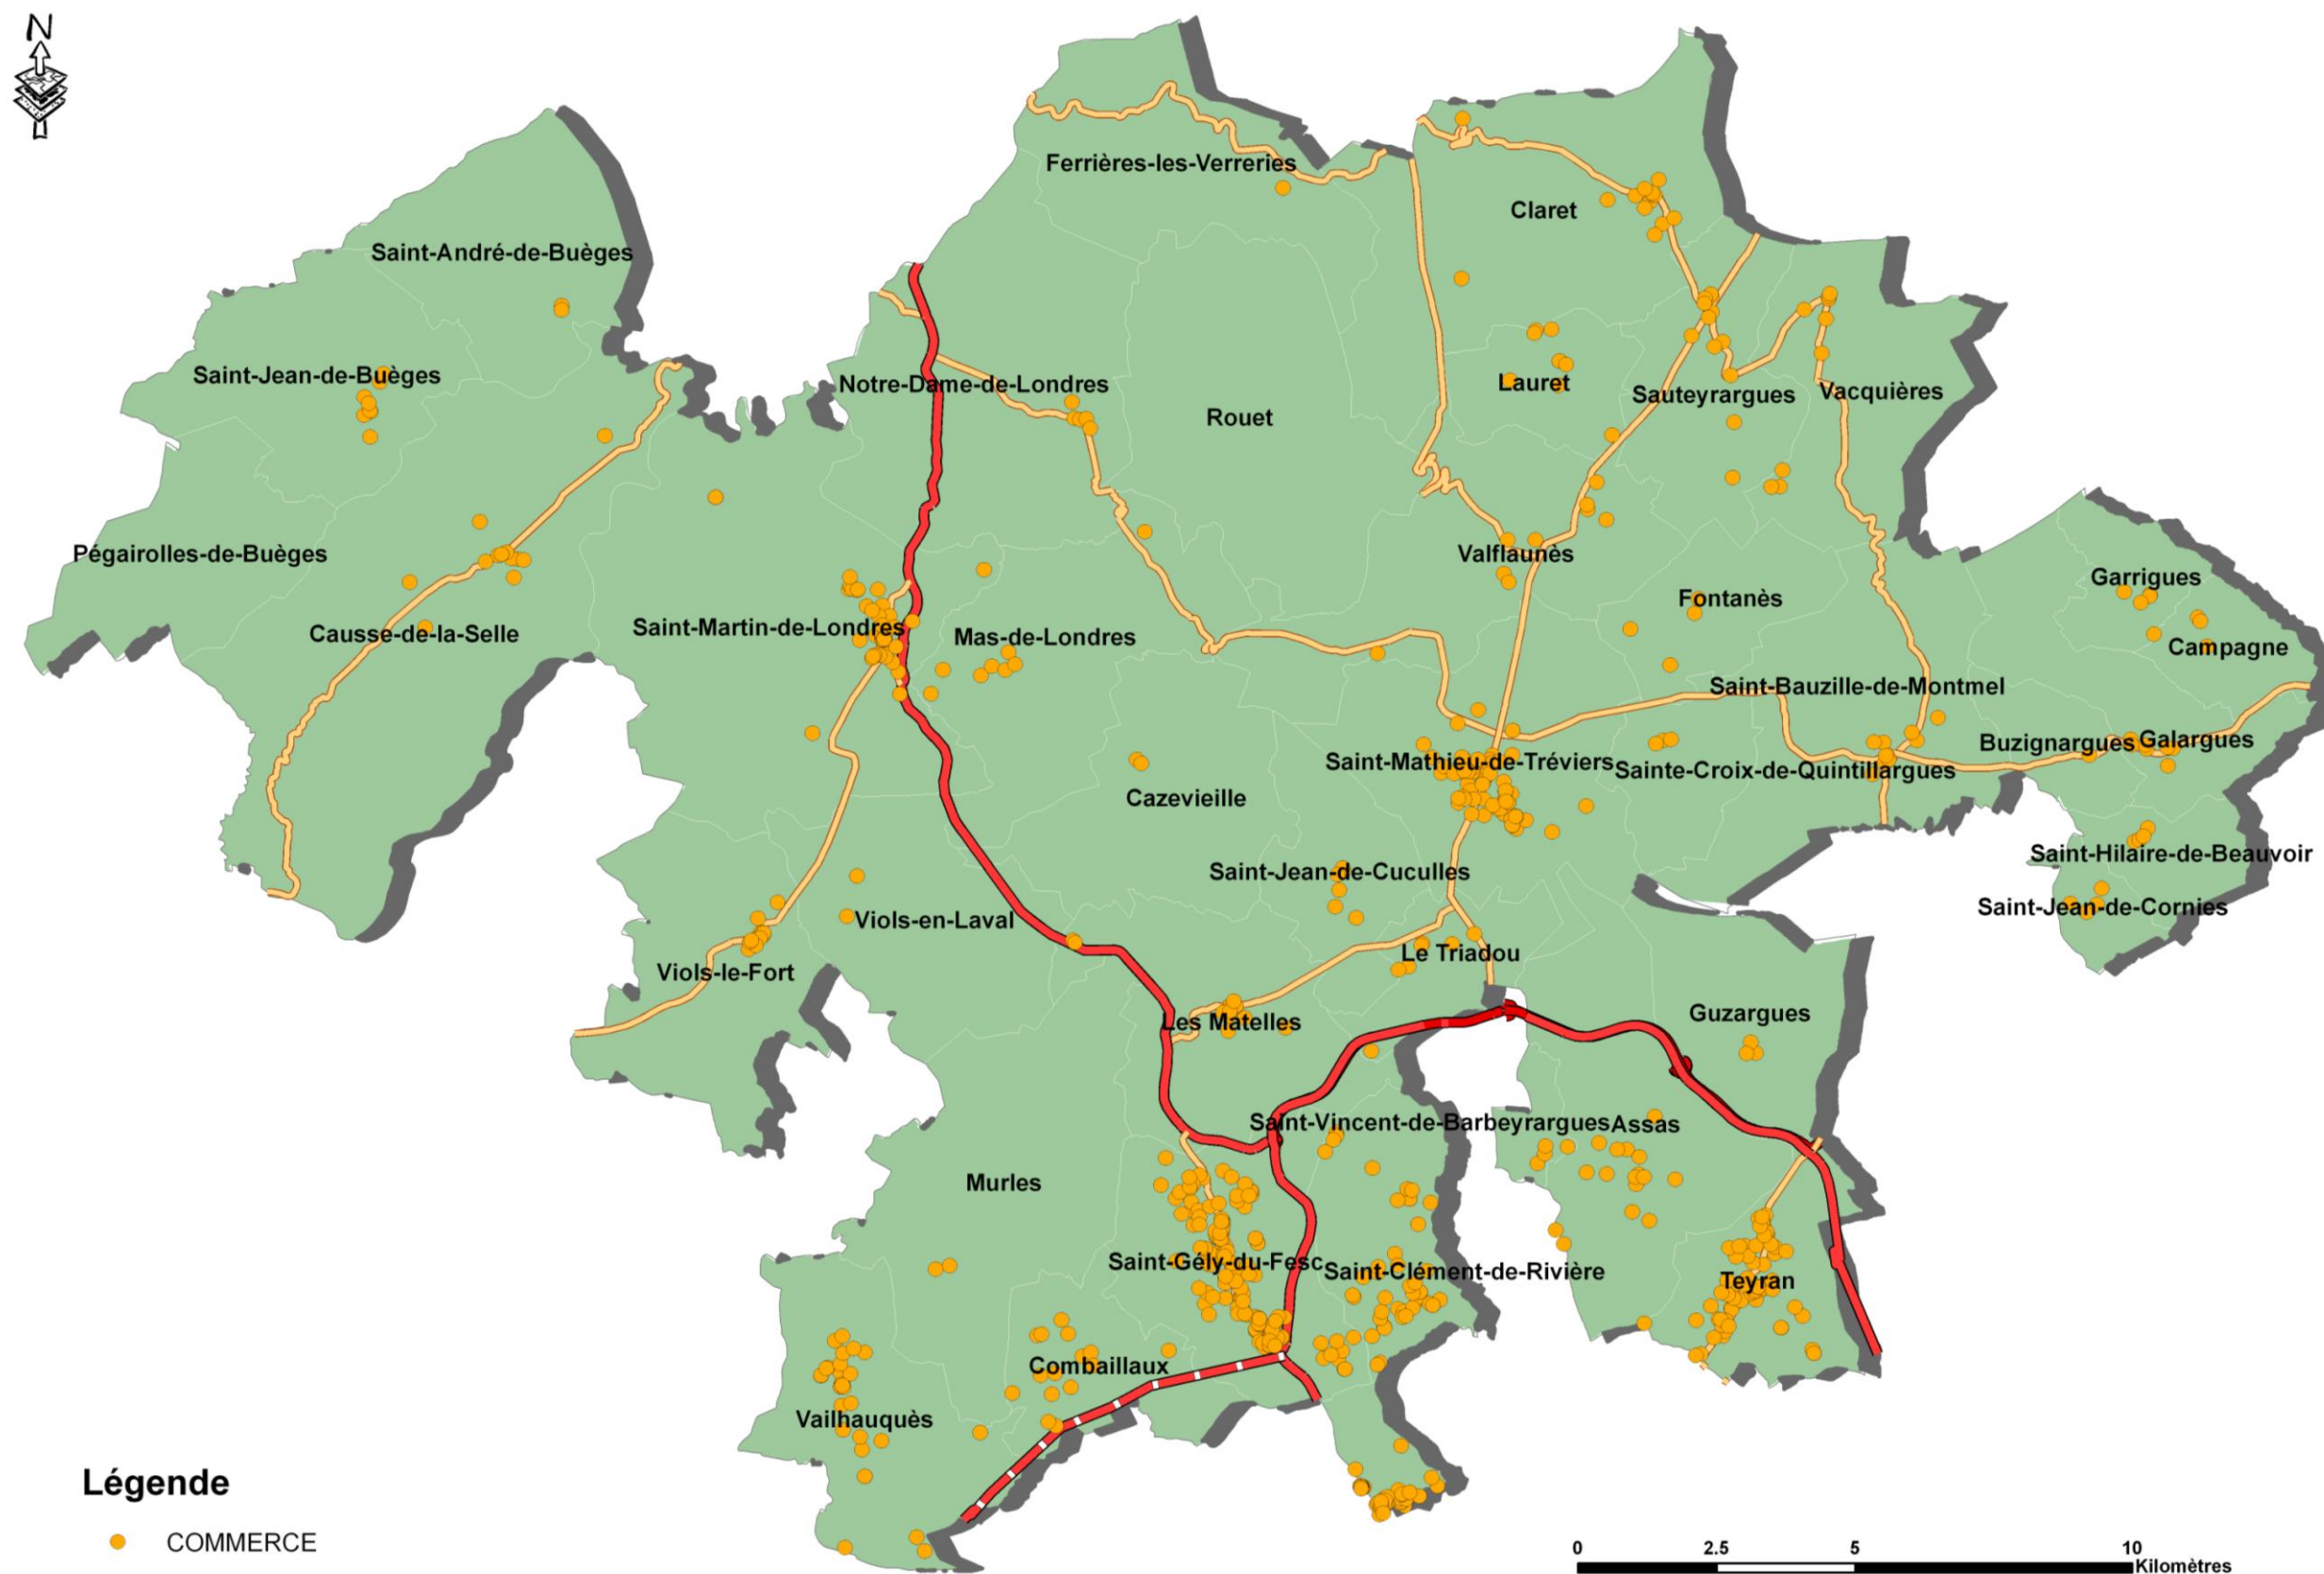 N
Ferrières-les-Verreries
Claret
Saint-André-de-Buèges
Saint-Jean-de-Buèges
Notre-Dame-de-Londres
Rouet
Lauret
Sauteyrargues
Vacquières
Pégairolles-de-Buèges
Valflaunès
Garrigues
Fontanès
Causse-de-la-Selle
Saint-Martin-de-Londres
Mas-de-Londres
Campagne
Saint-Bauzille-de-Montmel
Buzignargues
Galargues
Saint-Mathieu-de-Tréviers
Sainte-Croix-de-Quintillargues
Cazevieille
Saint-Hilaire-de-Beauvoir
Saint-Jean-de-Cuculles
Saint-Jean-de-Cornies
Viols-en-Laval
Le Triadou
Viols-le-Fort
Guzargues
Les Matelles
Saint-Vincent-de-Barbeyrargues
Assas
Murles
Saint-Gély-du-Fesc
Saint-Clément-de-Rivière
Teyran
Combaillaux
Vailhauquès
Légende
COMMERCE
0 2.5 5 10
Kilomètres